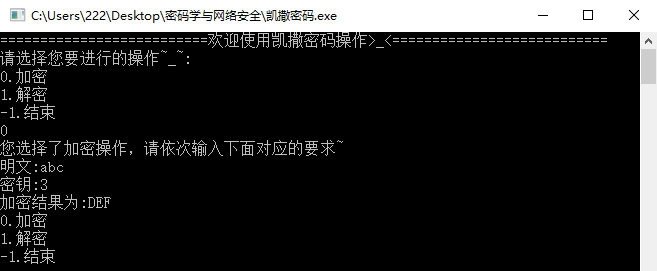 C:\Users\222\Desktop\密码学与网络安全\凯撒密码.exe
==========================欢迎使用凯撒密码操作>_<===========================
请选择您要进行的操作~_~:
0.加密
1.解密
-1.结束
0
您选择了加密操作，请依次输入下面对应的要求~
明文:abc
密钥:3
加密结果为:DEF
0.加密
1.解密
-1.结束